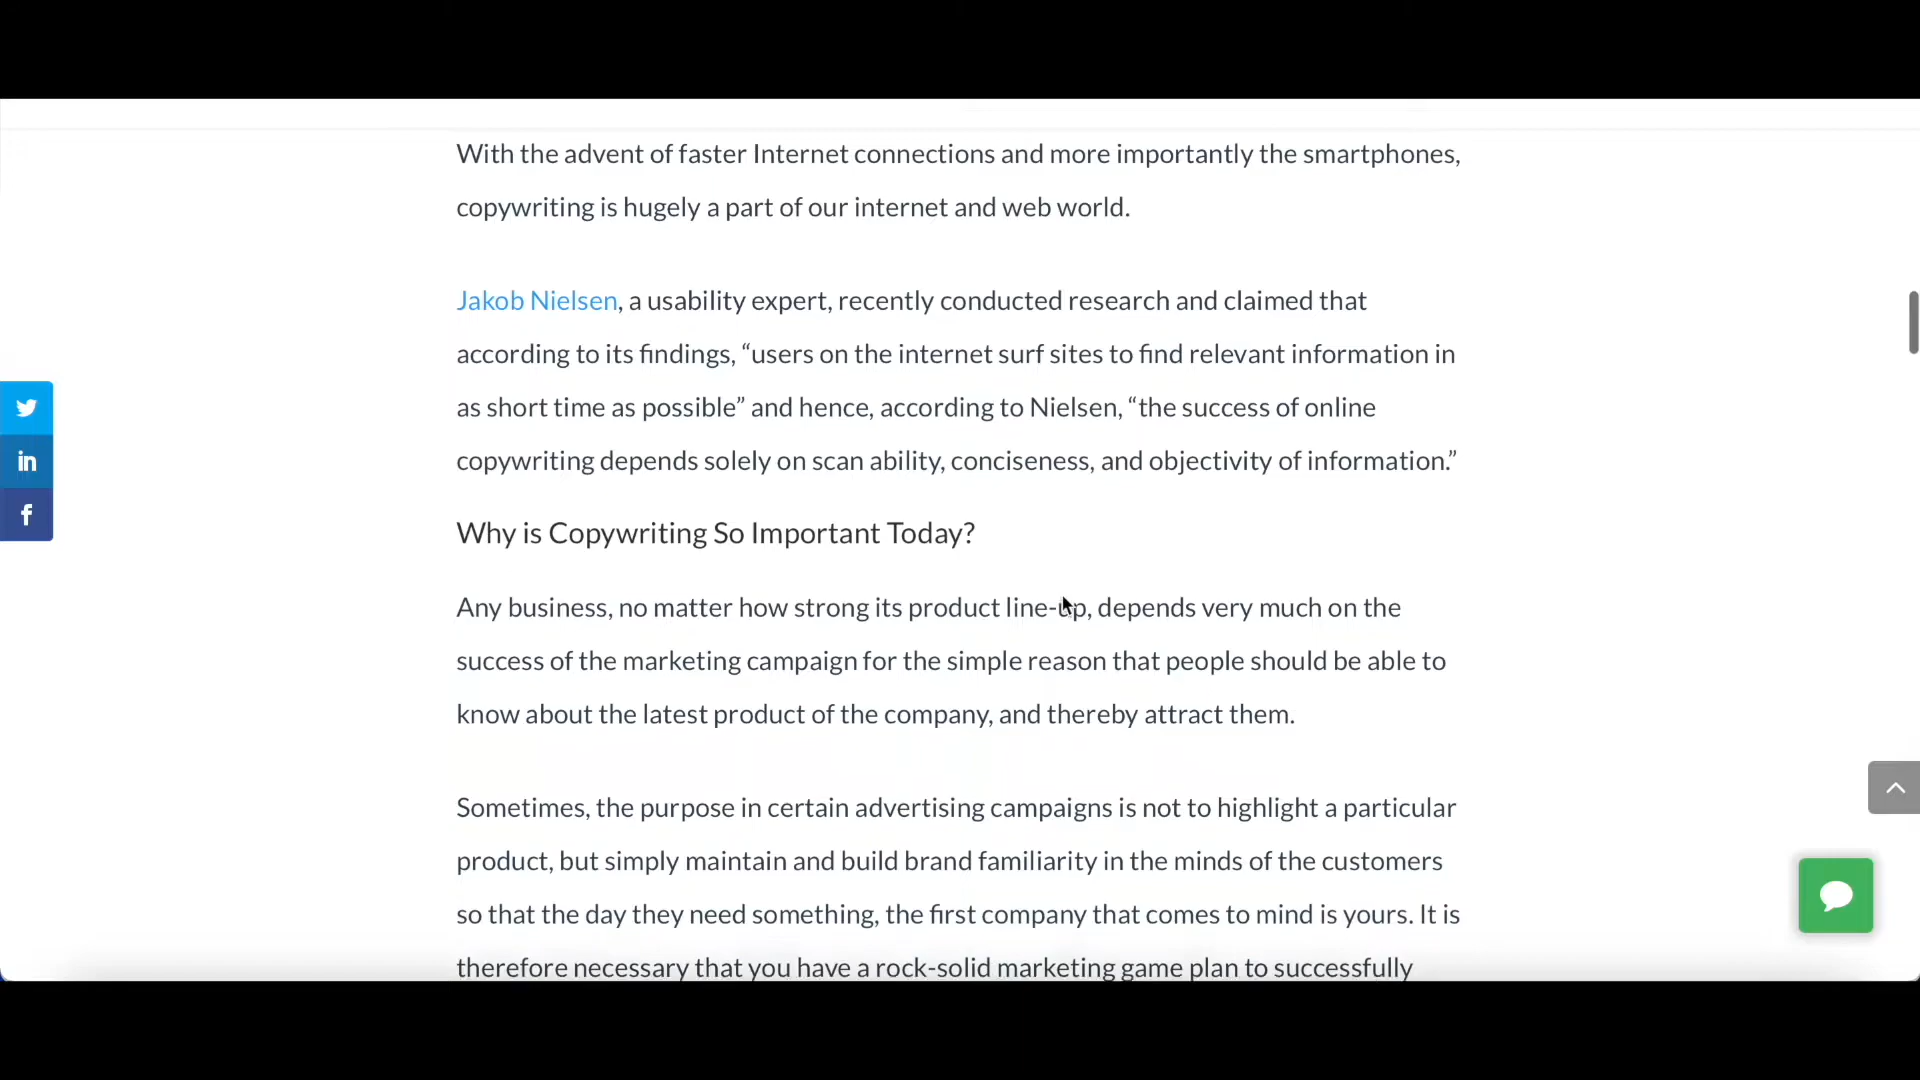 With the advent of faster Internet connections and more importantly the smartphones,
copywriting is hugely a part of our internet and web world.
Jakob Nielsen, a usability expert, recently conducted research and claimed that
according to its findings, “users on the internet surf sites to find relevant information in
as short time as possible” and hence, according to Nielsen, “the success of online
copywriting depends solely on scan ability, conciseness, and objectivity of information.”
Why is Copywriting So Important Today?
Any business, no matter how strong its product line-up, depends very much on the
success of the marketing campaign for the simple reason that people should be able to
know about the latest product of the company, and thereby attract them.
Sometimes, the purpose in certain advertising campaigns is not to highlight a particular
product, but simply maintain and build brand familiarity in the minds of the customers
so that the day they need something, the first company that comes to mind is yours. It is
therefore necessary that you have a rock-solid marketing game plan to successfully